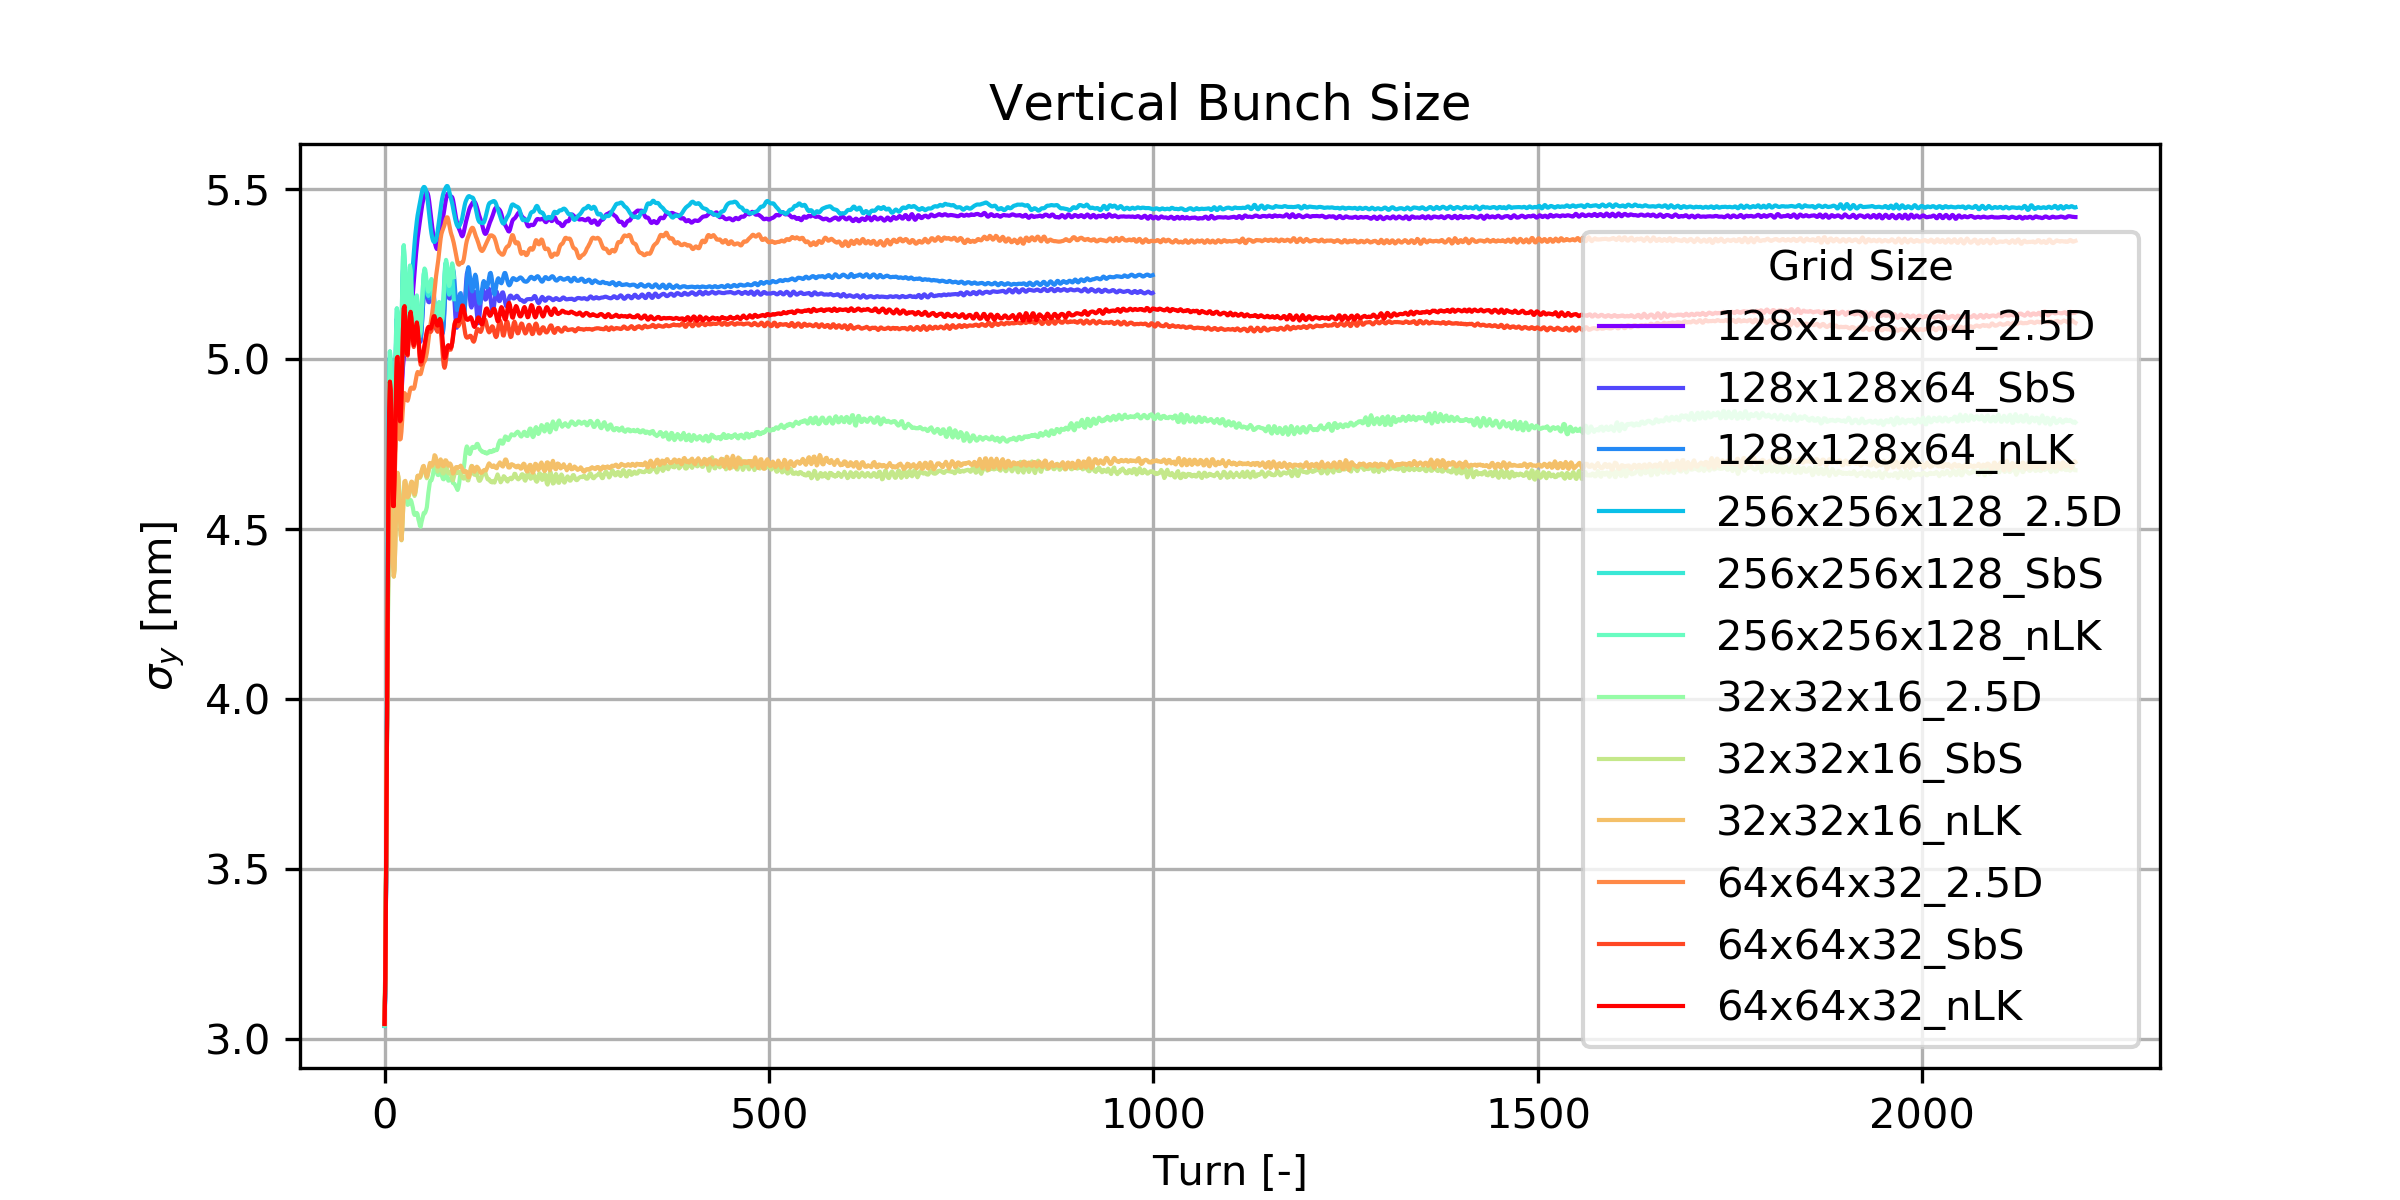 Vertical Bunch Size
5.5
5.0
4.5
4.0
3.5
3.0
σy [mm]
0
500
1000
1500
2000
Turn [-]
Grid Size
128x128x64_2.5D
128x128x64_SbS
128x128x64_nLK
256x256x128_2.5D
256x256x128_SbS
256x256x128_nLK
32x32x16_2.5D
32x32x16_SbS
32x32x16_nLK
64x64x32_2.5D
64x64x32_SbS
64x64x32_nLK